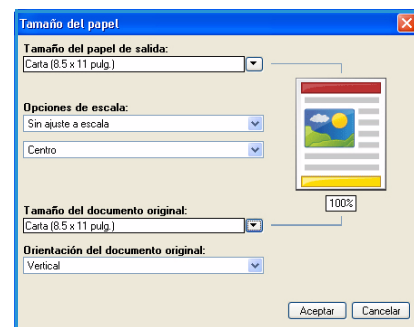 Tamaño del papel
Tamaño del papel de salida:
Carta (8.5 x 11 pulg.)
Opciones de escala:
Sin ajuste a escala
Centro
100%
Tamaño del documento original:
Carta (8.5 x 11 pulg.)
Orientación del documento original:
Vertical
Aceptar Cancelar